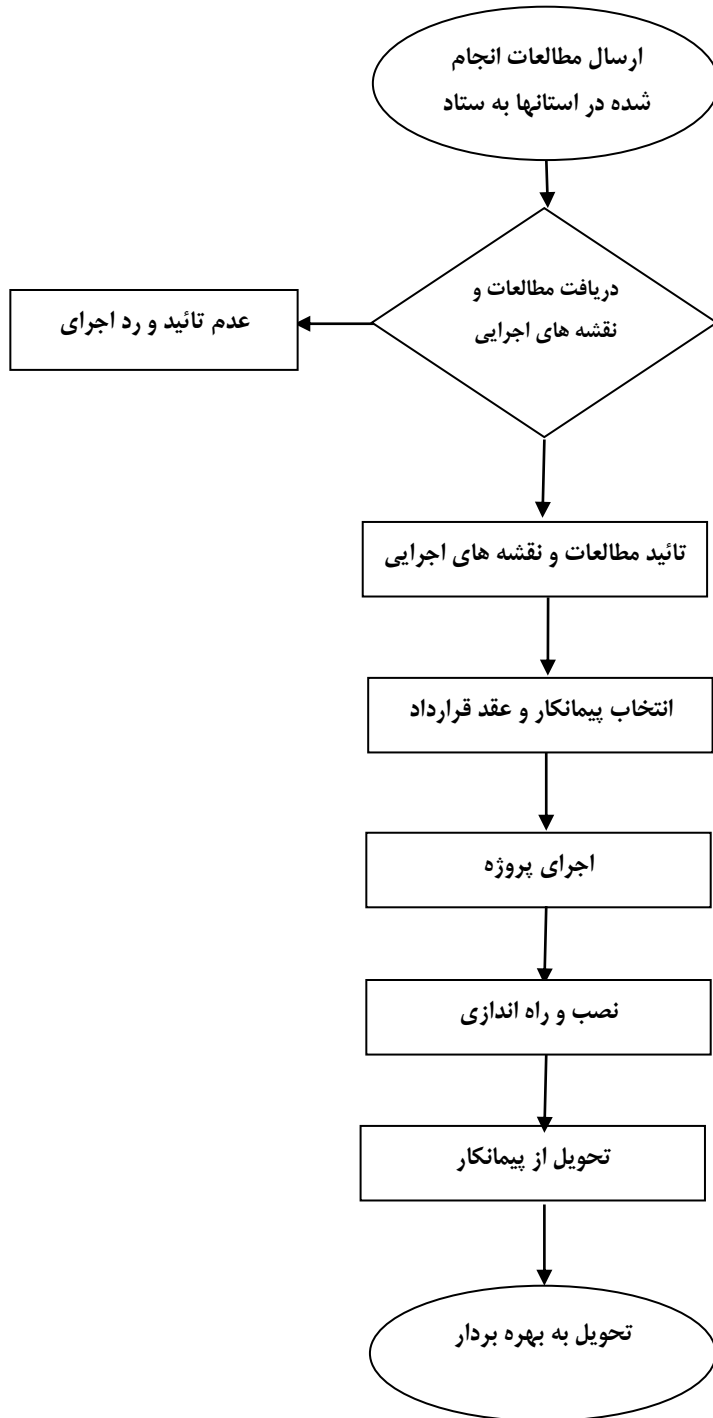 ارسال مطالعات انجام
شده در استانها به ستاد
دریافت مطالعات و
نقشه های اجرایی
عدم تائید و رد اجرای
تائید مطالعات و نقشه های اجرایی
انتخاب پیمانکار و عقد قرارداد
اجرای پروژه
نصب و راه اندازی
تحویل از پیمانکار
تحویل به بهره بردار